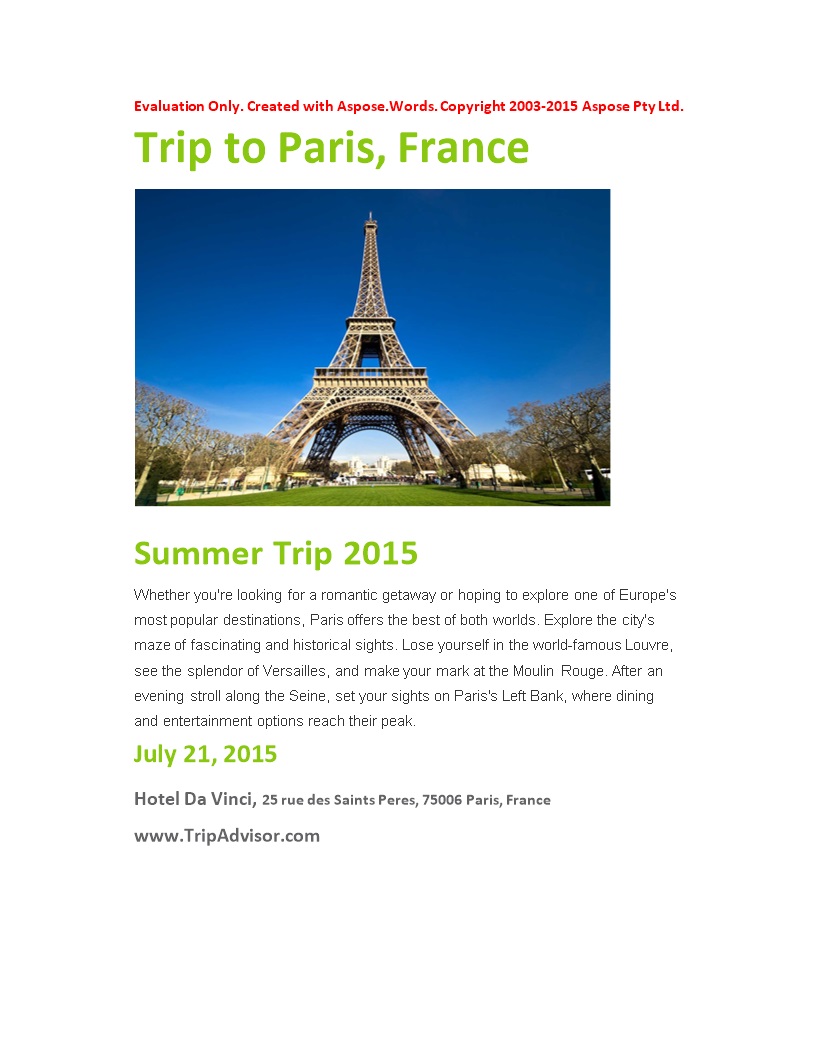 Evaluation Only. Created with Aspose.Words. Copyright 2003-2015 Aspose Pty Ltd.
Trip to Paris, France
Summer Trip 2015
Whether you're looking for a romantic getaway or hoping to explore one of Europe's
most popular destinations, Paris offers the best of both worlds. Explore the city's
maze of fascinating and historical sights. Lose yourself in the world-famous Louvre,
see the splendor of Versailles, and make your mark at the Moulin Rouge. After an
evening stroll along the Seine, set your sights on Paris's Left Bank, where dining
and entertainment options reach their peak.
July 21, 2015
Hotel Da Vinci, 25 rue des Saints Peres, 75006 Paris, France
www.TripAdvisor.com